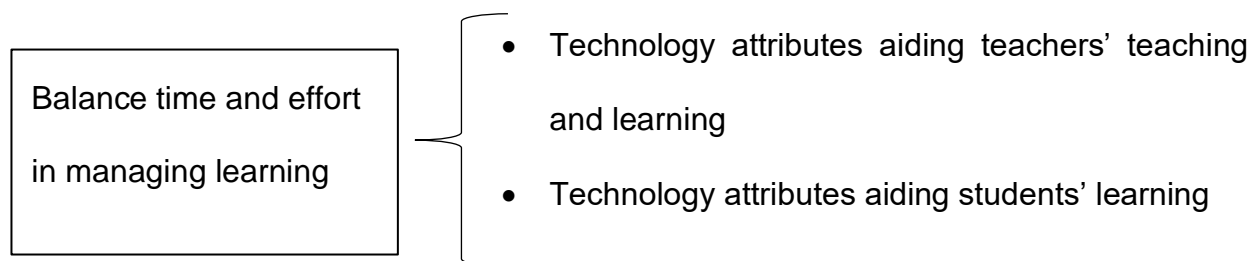 Balance time and effort
in managing learning
• Technology attributes aiding teachers’ teaching
and learning
• Technology attributes aiding students’ learning